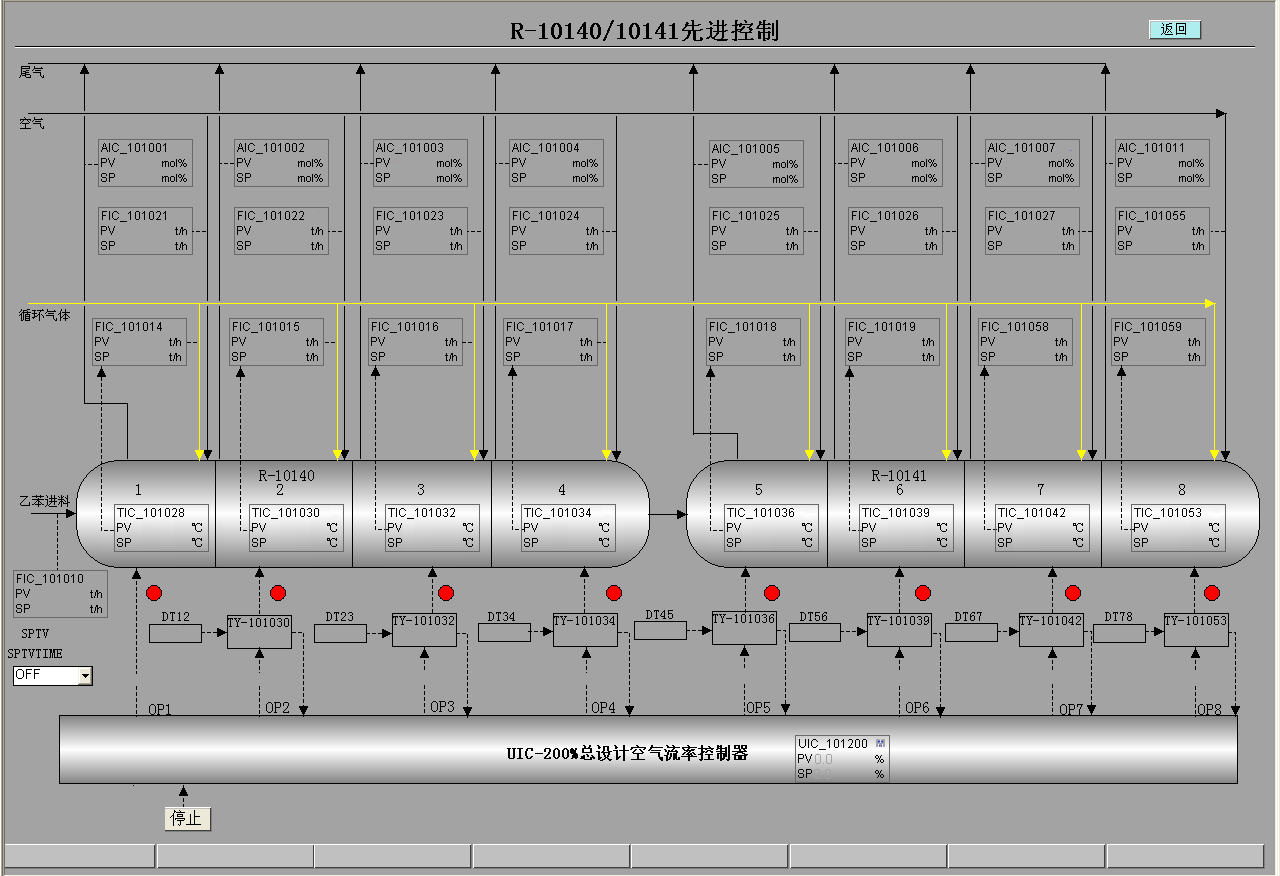 R-10140/10141先进控制
返回
尾气
空气
AIC_101001
PV mol%
SP mol%
AIC_101002
PV mol%
SP mol%
AIC_101003
PV mol%
SP mol%
AIC_101004
PV mol%
SP mol%
AIC_101005
PV mol%
SP mol%
AIC_101006
PV mol%
SP mol%
AIC_101007
PV mol%
SP mol%
AIC_101011
PV mol%
SP mol%
FIC_101021
PV t/h
SP t/h
FIC_101022
PV t/h
SP t/h
FIC_101023
PV t/h
SP t/h
FIC_101024
PV t/h
SP t/h
FIC_101025
PV t/h
SP t/h
FIC_101026
PV t/h
SP t/h
FIC_101027
PV t/h
SP t/h
FIC_101055
PV t/h
SP t/h
循环气体
FIC_101014
PV t/h
SP t/h
FIC_101015
PV t/h
SP t/h
FIC_101016
PV t/h
SP t/h
FIC_101017
PV t/h
SP t/h
FIC_101018
PV t/h
SP t/h
FIC_101019
PV t/h
SP t/h
FIC_101058
PV t/h
SP t/h
FIC_101059
PV t/h
SP t/h
R-10140
R-10141
1 2 3 4 5 6 7 8
乙苯进料
TIC_101028
PV ℃
SP ℃
TIC_101030
PV ℃
SP ℃
TIC_101032
PV ℃
SP ℃
TIC_101034
PV ℃
SP ℃
TIC_101036
PV ℃
SP ℃
TIC_101039
PV ℃
SP ℃
TIC_101042
PV ℃
SP ℃
TIC_101053
PV ℃
SP ℃
FIC_101010
PV t/h
SP t/h
SPTV
SPTVTIME
OFF
DT12
TY-101030
DT23
TY-101032
DT34
TY-101034
DT45
TY-101036
DT56
TY-101039
DT67
TY-101042
DT78
TY-101053
OP1 OP2 OP3 OP4 OP5 OP6 OP7 OP8
UIC-200%总设计空气流率控制器
UIC_101200 M
PV 0.0 %
SP 0.0 %
停止